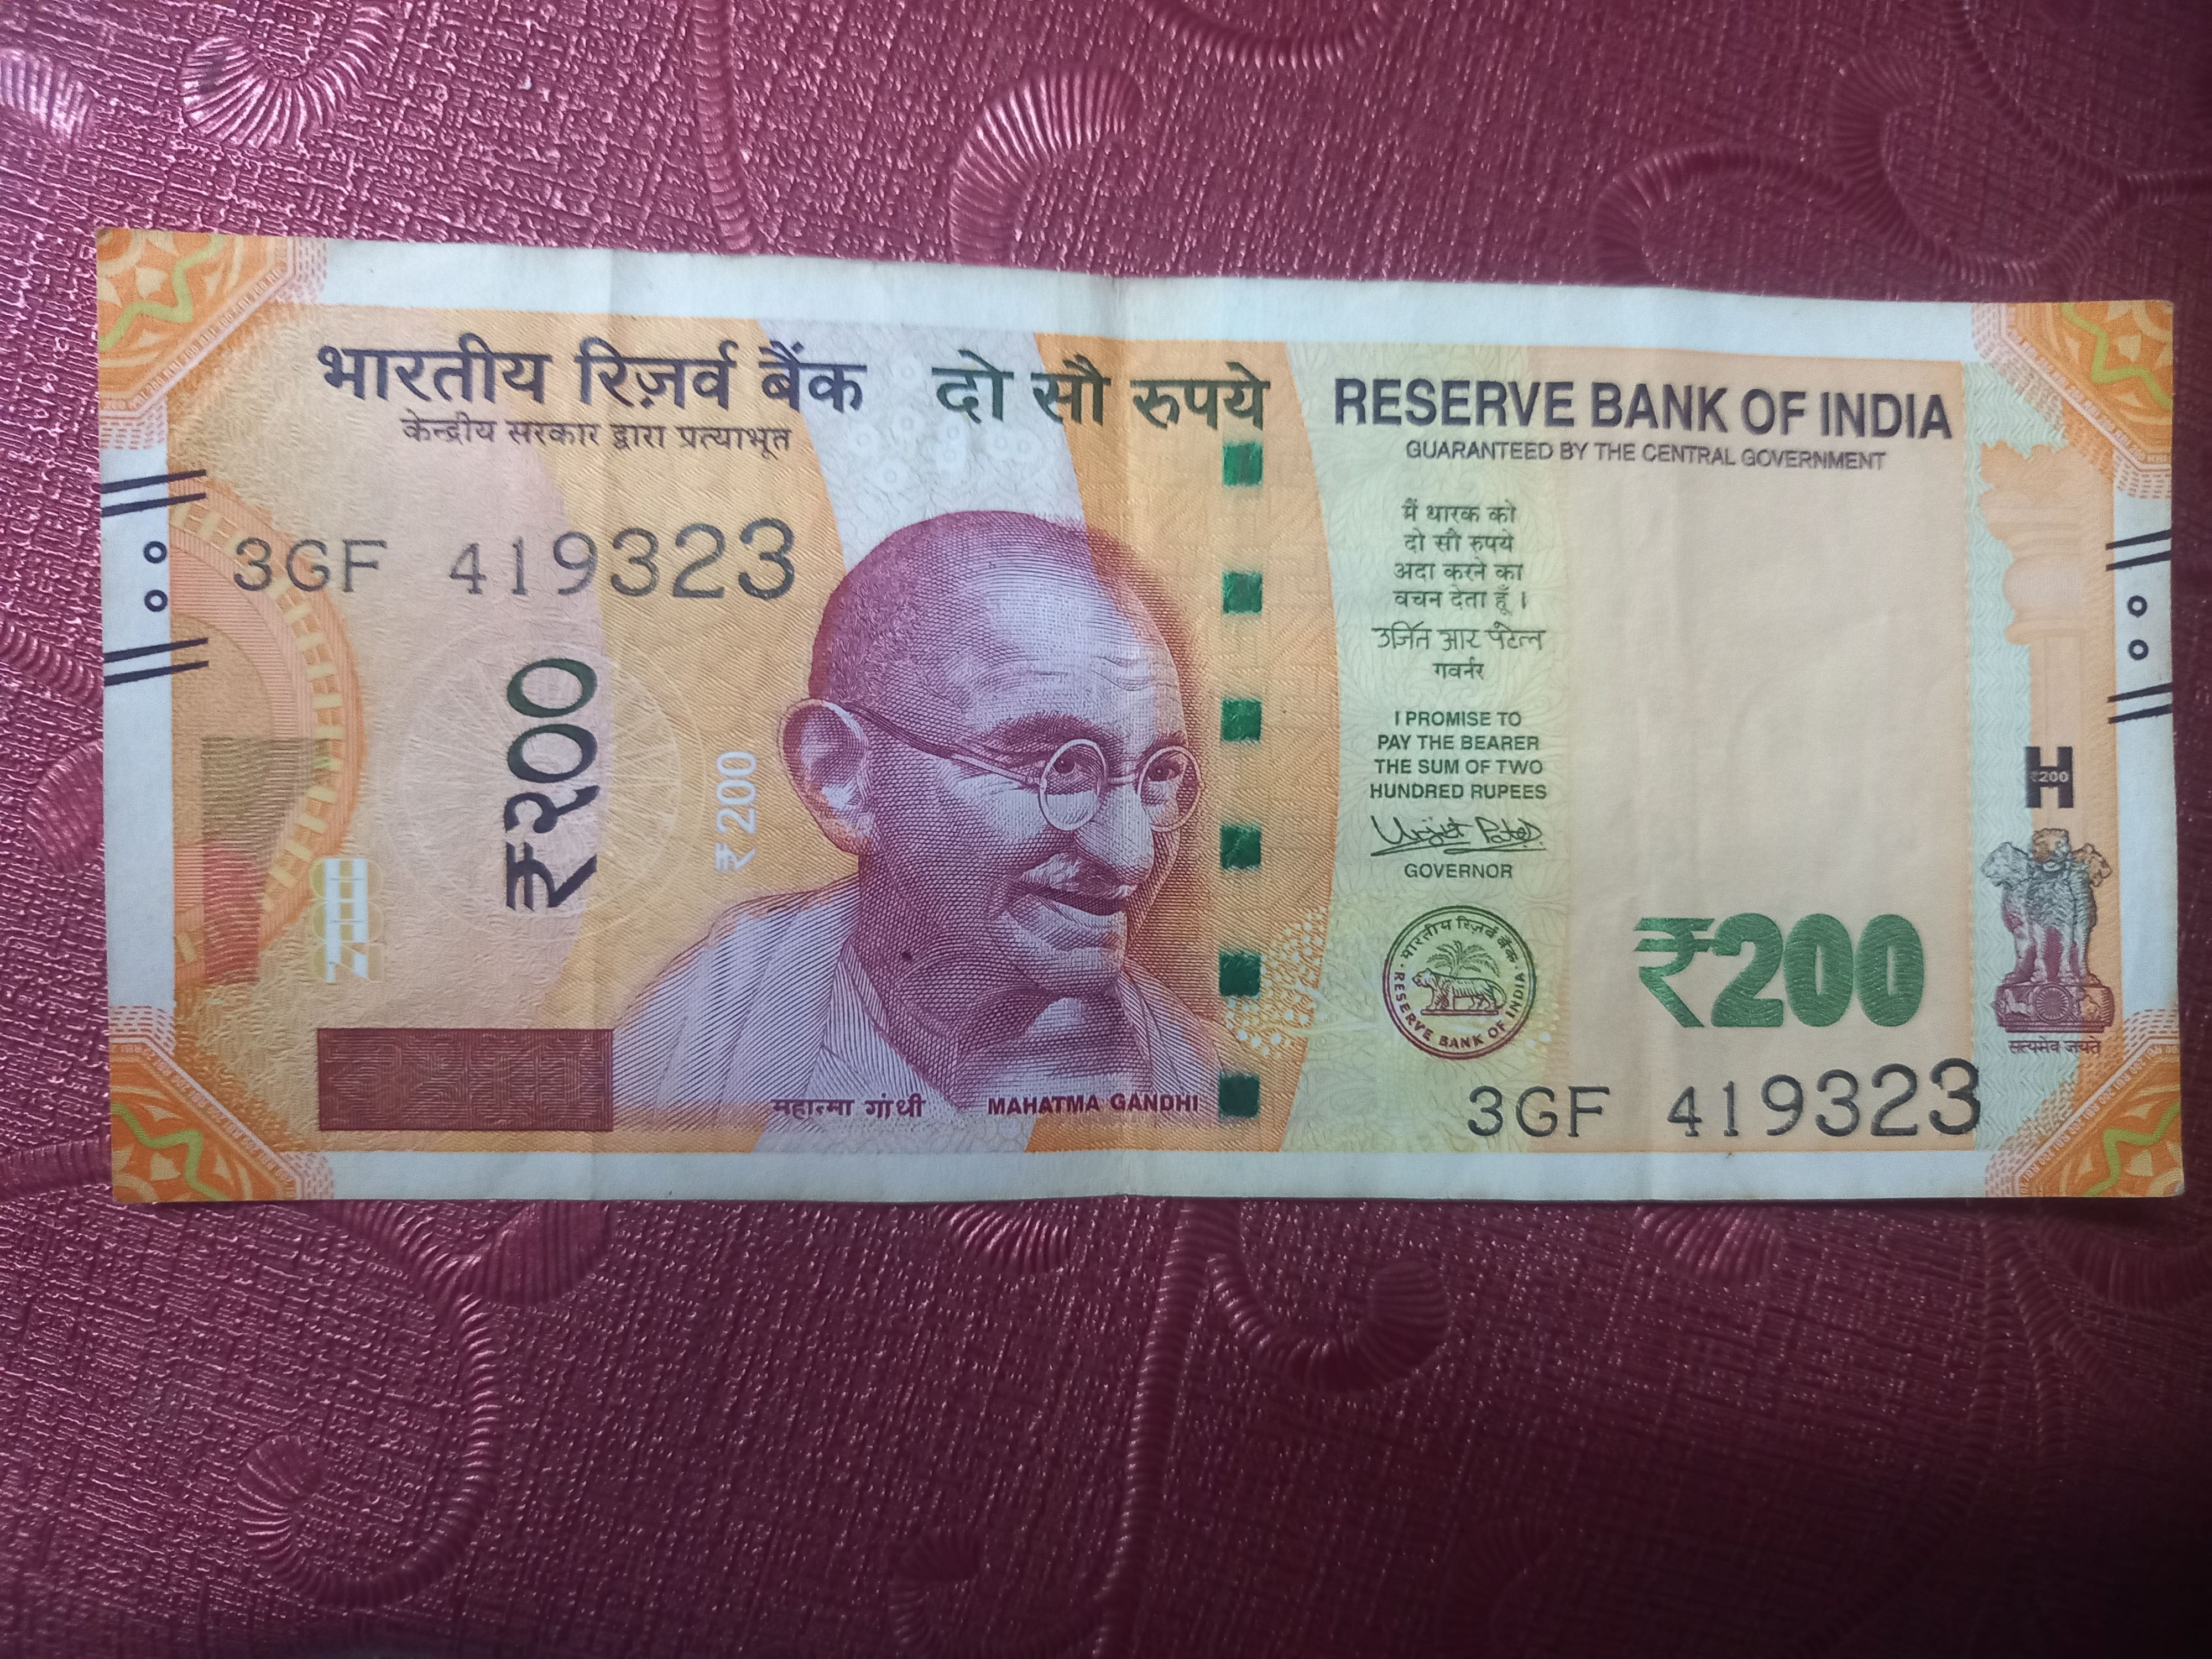 भारतीय रिज़र्व बैंक
केन्द्रीय सरकार द्वारा प्रत्याभूत
दो सौ रुपये
RESERVE BANK OF INDIA
GUARANTEED BY THE CENTRAL GOVERNMENT
3GF 419323
₹२००
₹200
मैं धारक को
दो सौ रुपये
अदा करने का
वचन देता हूँ ।
उर्जित आर पटेल
गवर्नर
I PROMISE TO
PAY THE BEARER
THE SUM OF TWO
HUNDRED RUPEES
Urjit Patel
GOVERNOR
भारतीय रिज़र्व बैंक
RESERVE BANK OF INDIA
H
₹200
₹200
सत्यमेव जयते
महात्मा गांधी
MAHATMA GANDHI
3GF 419323